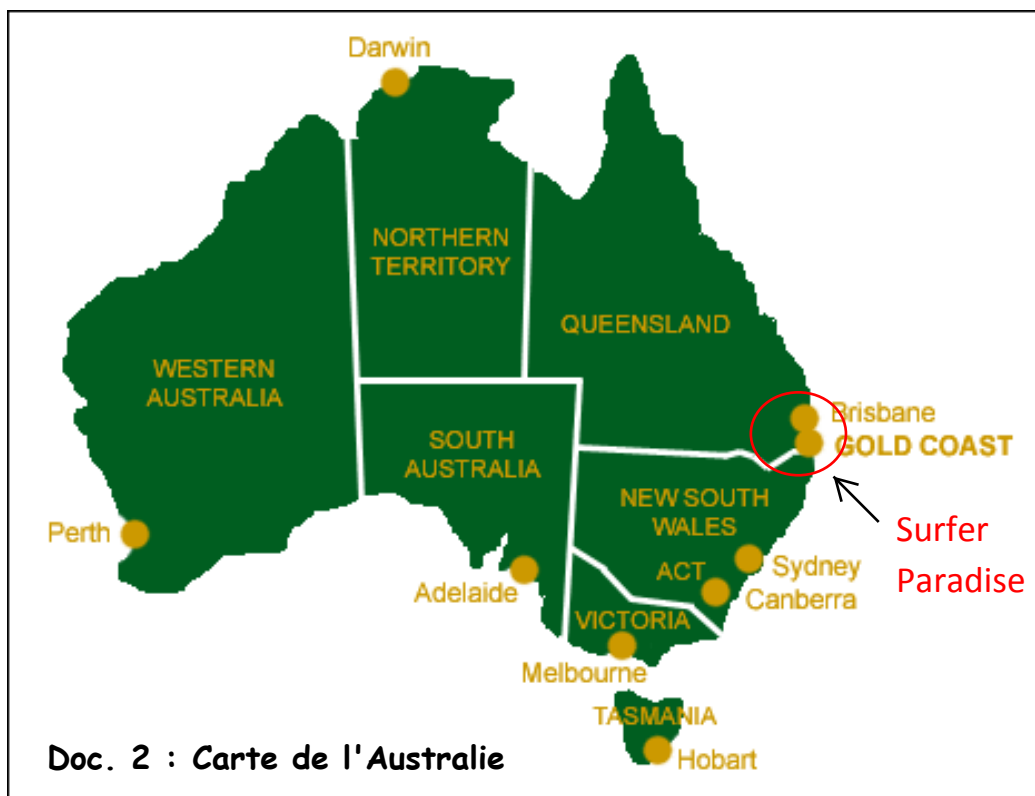 Darwin
NORTHERN
TERRITORY
QUEENSLAND
WESTERN
AUSTRALIA
Brisbane
GOLD COAST
SOUTH
AUSTRALIA
NEW SOUTH
WALES
Surfer
Paradise
Perth
Sydney
ACT
Adelaide
Canberra
VICTORIA
Melbourne
TASMANIA
Hobart
Doc. 2 : Carte de l'Australie